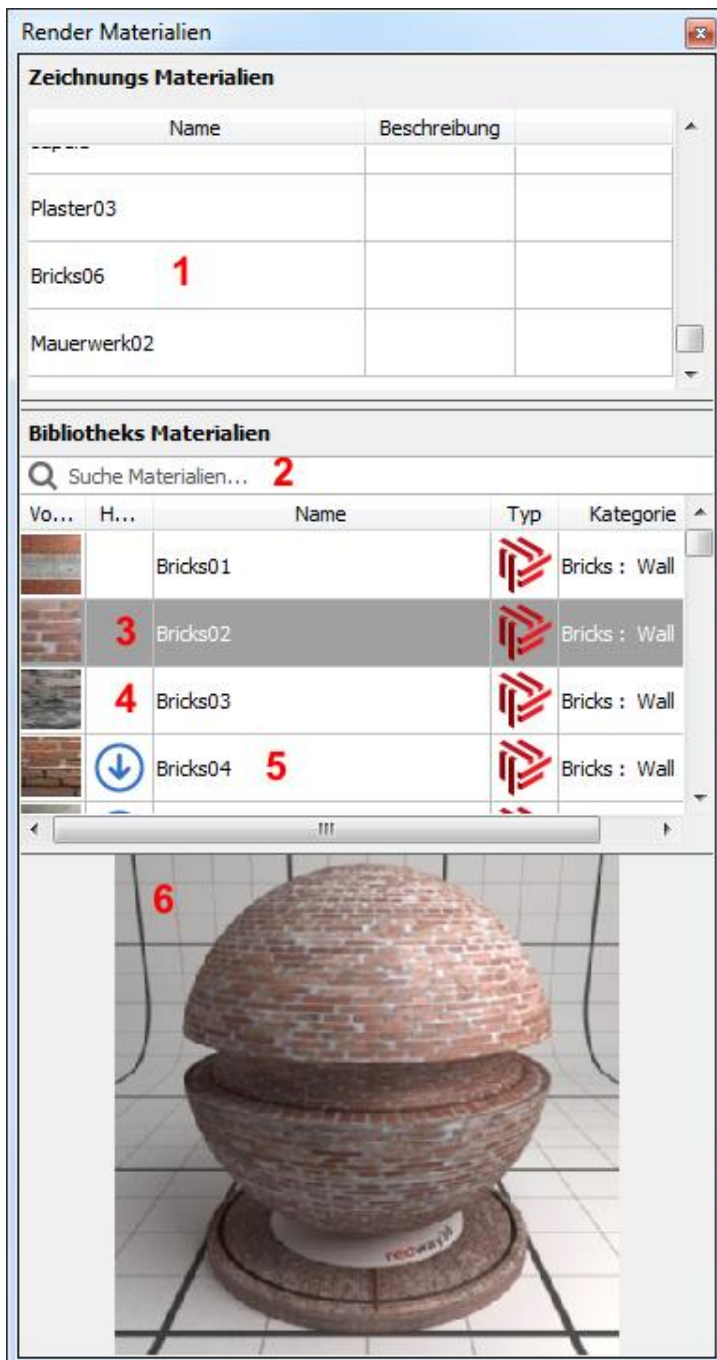 Render Materialien
Zeichnungs Materialien
Name Beschreibung
Plaster03
Bricks06 1
Mauerwerk02
Bibliotheks Materialien
Suche Materialien... 2
Vo... H... Name Typ Kategorie
Bricks01 Bricks : Wall
3 Bricks02 Bricks : Wall
4 Bricks03 Bricks : Wall
Bricks04 5 Bricks : Wall
6
redway3d